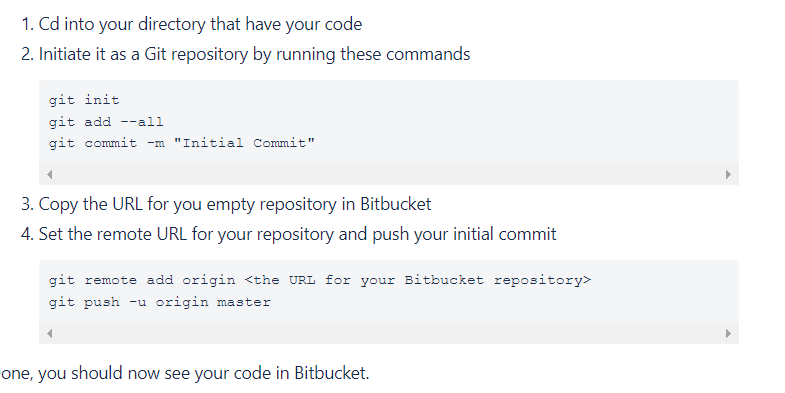 1. Cd into your directory that have your code
2. Initiate it as a Git repository by running these commands
git init
git add --all
git commit -m "Initial Commit"
3. Copy the URL for you empty repository in Bitbucket
4. Set the remote URL for your repository and push your initial commit
git remote add origin <the URL for your Bitbucket repository>
git push -u origin master
one, you should now see your code in Bitbucket.